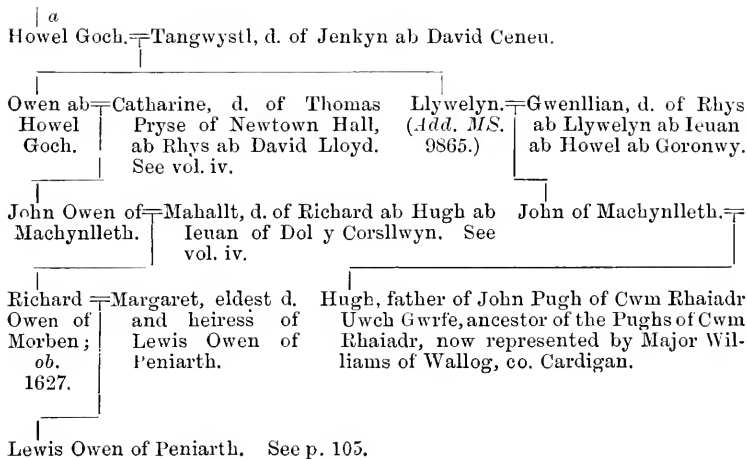 a
Howel Goch.=Tangwystl, d. of Jenkyn ab David Ceneu.
Owen ab=Catharine, d. of Thomas Llywelyn.=Gwenllian, d. of Rhys
Howel Pryse of Newtown Hall, (Add. MS. ab Llywelyn ab Ieuan
Goch. ab Rhys ab David Lloyd. 9865.) ab Howel ab Goronwy.
See vol. iv.
John Owen of=Mahallt, d. of Richard ab Hugh ab John of Machynlleth.=
Machynlleth. Ieuan of Dol y Corsllwyn. See
vol. iv.
Richard=Margaret, eldest d. Hugh, father of John Pugh of Cwm Rhaiadr
Owen of and heiress of Uwch Gwrfe, ancestor of the Pughs of Cwm
Morben; Lewis Owen of Rhaiadr, now represented by Major Wil-
ob. Peniarth. liams of Wallog, co. Cardigan.
1627.
Lewis Owen of Peniarth. See p. 105.